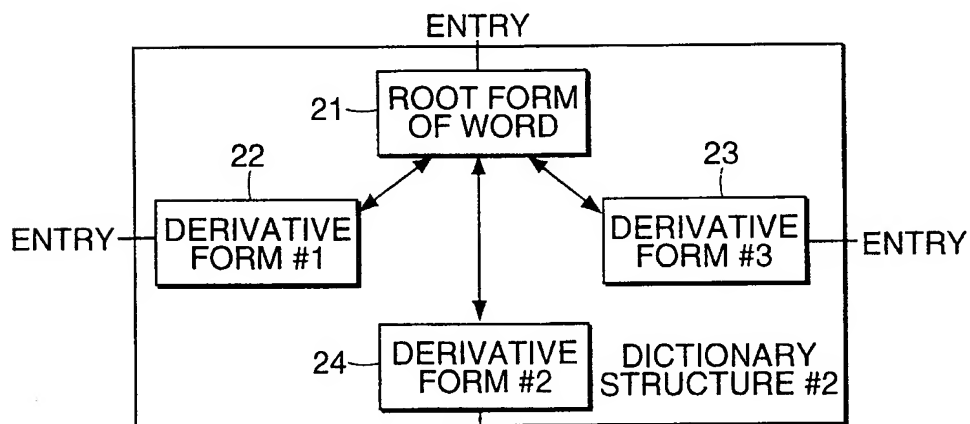 ENTRY
21
ROOT FORM
OF WORD
22
23
ENTRY
DERIVATIVE
FORM #1
DERIVATIVE
FORM #3
ENTRY
24
DERIVATIVE
FORM #2
DICTIONARY
STRUCTURE #2